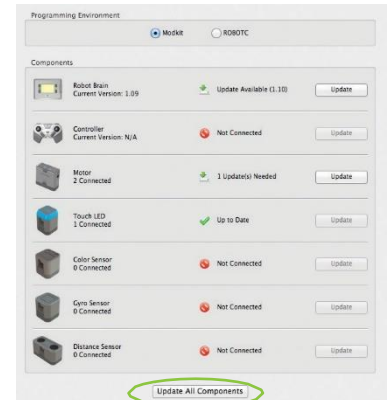 Programming Environment
Modkit ROBOTC
Components
Robot Brain
Current Version: 1.09
Update Available (1.10)
Update
Controller
Current Version: N/A
Not Connected
Update
Motor
2 Connected
1 Update(s) Needed
Update
Touch LED
1 Connected
Up to Date
Update
Color Sensor
0 Connected
Not Connected
Update
Gyro Sensor
0 Connected
Not Connected
Update
Distance Sensor
0 Connected
Not Connected
Update
Update All Components